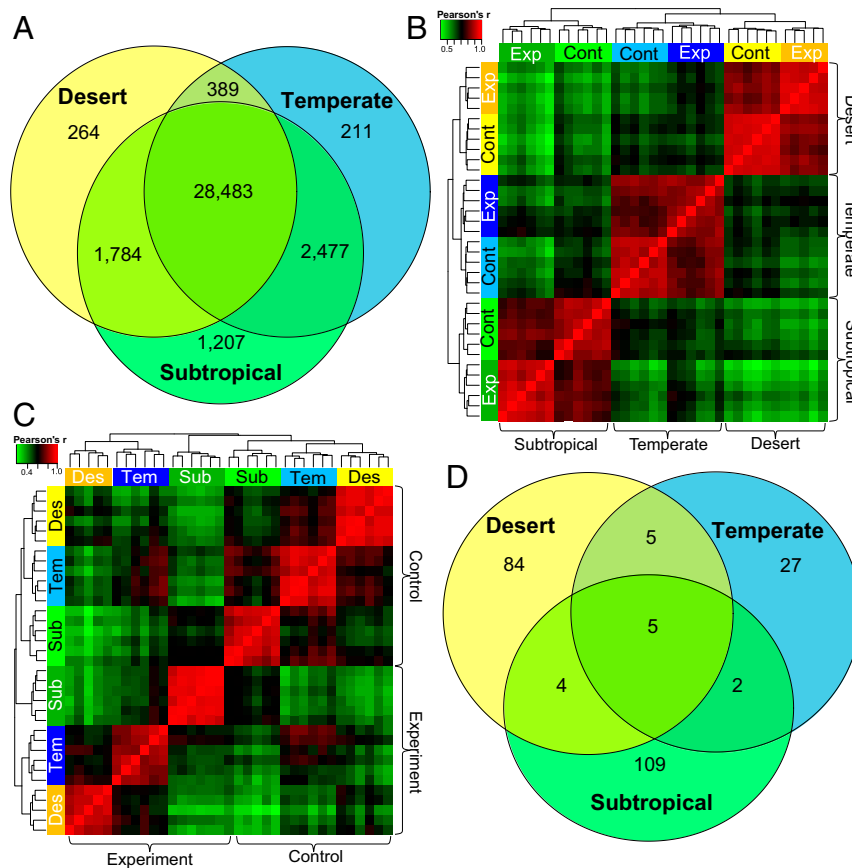 A
Desert
264
389
Temperate
211
28,483
1,784
2,477
1,207
Subtropical
B
Pearson's r
0.5 1.0
Exp Cont Cont Exp Cont Exp
Exp
Cont
Exp
Cont
Cont
Exp
Desert
Temperate
Subtropical
Subtropical Temperate Desert
C
Pearson's r
0.4 1.0
Des Tem Sub Sub Tem Des
Des
Tem
Sub
Sub
Tem
Des
Control
Experiment
Experiment Control
D
Desert
84
5
Temperate
27
5
4
2
109
Subtropical